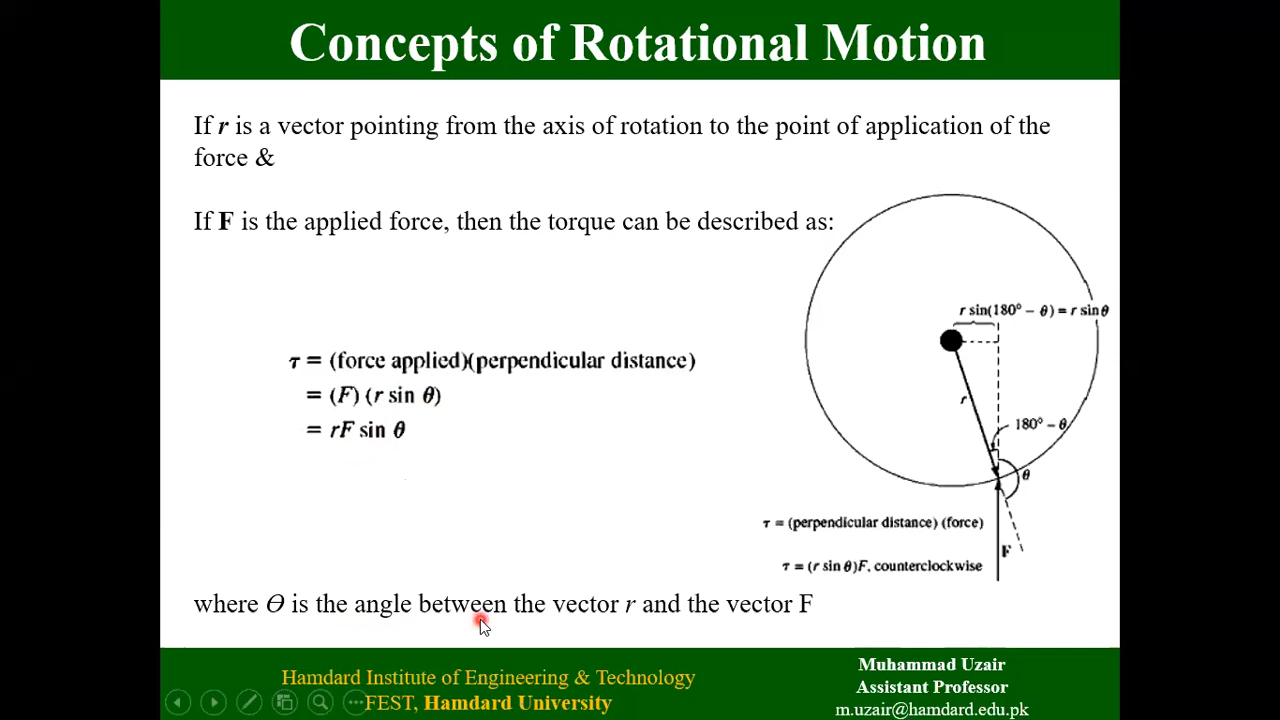 Concepts of Rotational Motion
If r is a vector pointing from the axis of rotation to the point of application of the
force &
If F is the applied force, then the torque can be described as:
r sin(180° – θ) = r sin θ
τ = (force applied)(perpendicular distance)
= (F) (r sin θ)
= rF sin θ
r
180° – θ
θ
τ = (perpendicular distance) (force)
F
τ = (r sin θ)F, counterclockwise
where Ɵ is the angle between the vector r and the vector F
Hamdard Institute of Engineering & Technology
FEST, Hamdard University
Muhammad Uzair
Assistant Professor
m.uzair@hamdard.edu.pk